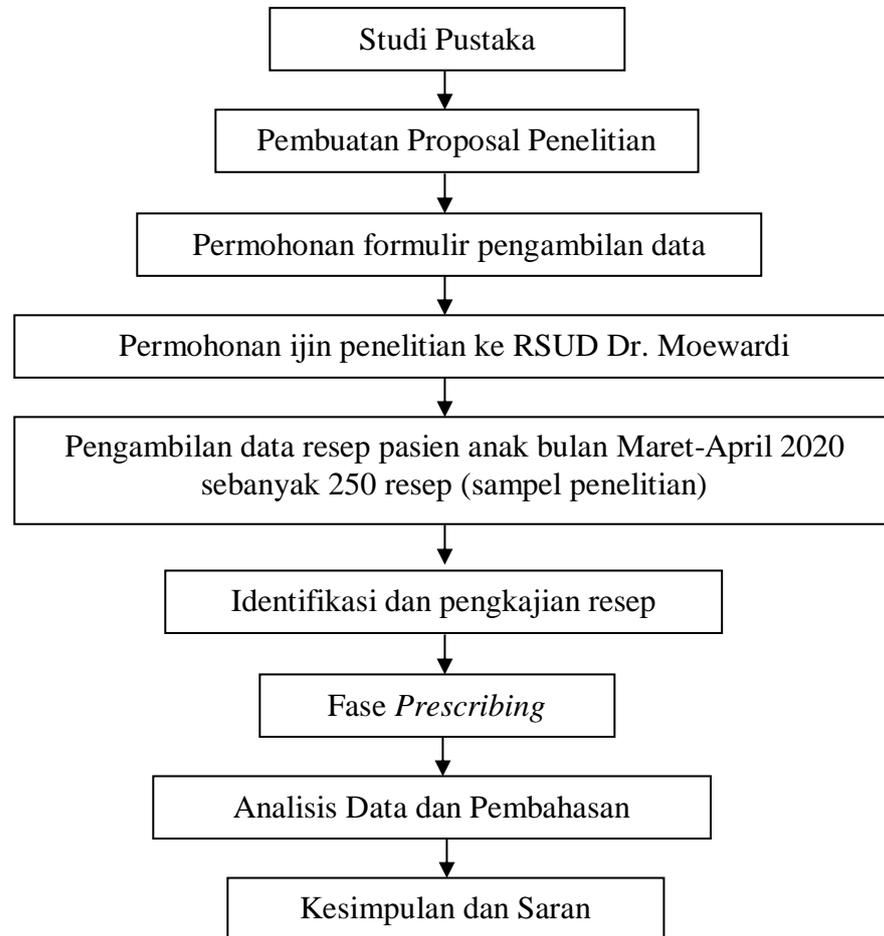 Studi Pustaka
Pembuatan Proposal Penelitian
Permohonan formulir pengambilan data
Permohonan ijin penelitian ke RSUD Dr. Moewardi
Pengambilan data resep pasien anak bulan Maret-April 2020
sebanyak 250 resep (sampel penelitian)
Identifikasi dan pengkajian resep
Fase Prescribing
Analisis Data dan Pembahasan
Kesimpulan dan Saran